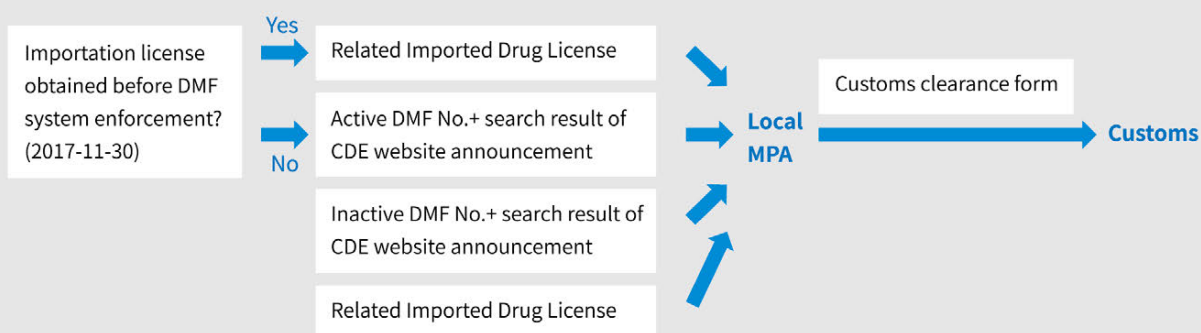 Yes
Importation license
obtained before DMF
system enforcement?
(2017-11-30)
No
Related Imported Drug License
Active DMF No.+ search result of
CDE website announcement
Inactive DMF No.+ search result of
CDE website announcement
Related Imported Drug License
Local
MPA
Customs clearance form
Customs